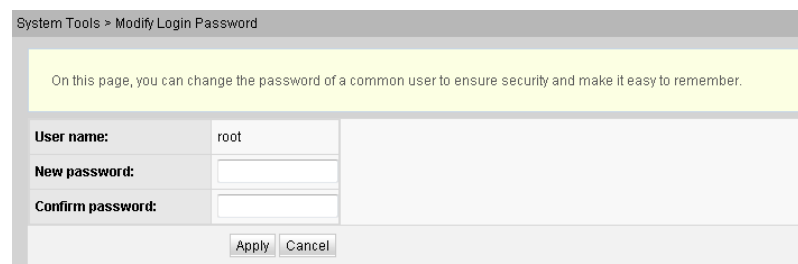 System Tools > Modify Login Password
On this page, you can change the password of a common user to ensure security and make it easy to remember.
User name: root
New password:
Confirm password:
Apply Cancel